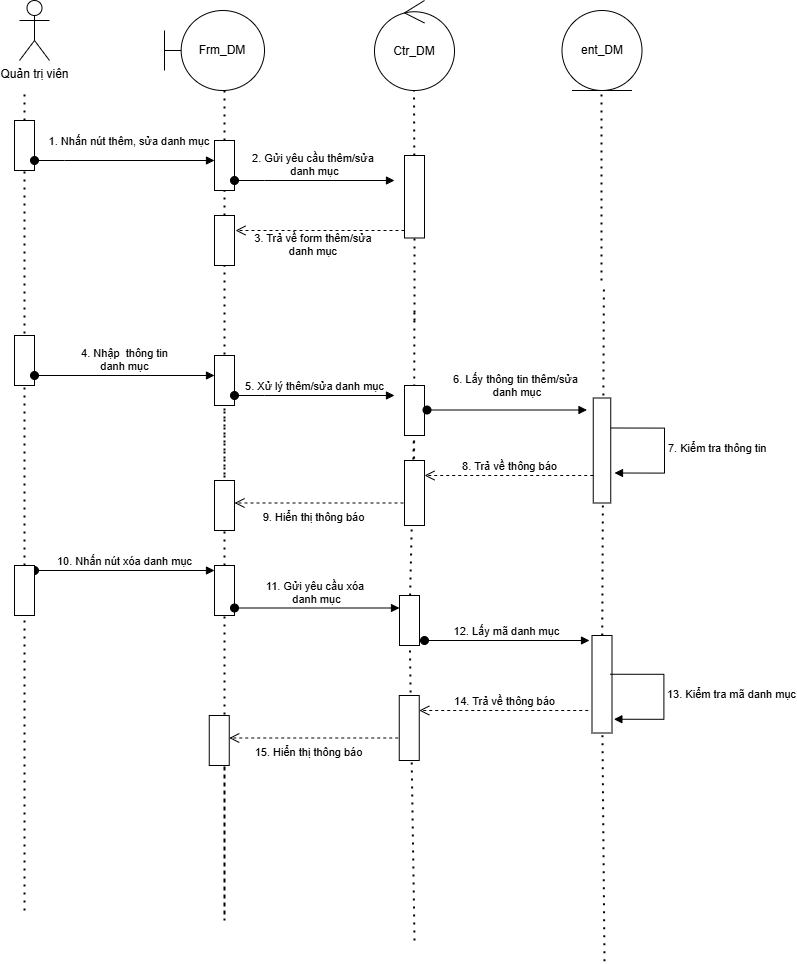 Quản trị viên
Frm_DM
Ctr_DM
ent_DM
1. Nhấn nút thêm, sửa danh mục
2. Gửi yêu cầu thêm/sửa
danh mục
3. Trả về form thêm/sửa
danh mục
4. Nhập thông tin
danh mục
5. Xử lý thêm/sửa danh mục
6. Lấy thông tin thêm/sửa
danh mục
7. Kiểm tra thông tin
8. Trả về thông báo
9. Hiển thị thông báo
10. Nhấn nút xóa danh mục
11. Gửi yêu cầu xóa
danh mục
12. Lấy mã danh mục
13. Kiểm tra mã danh mục
14. Trả về thông báo
15. Hiển thị thông báo